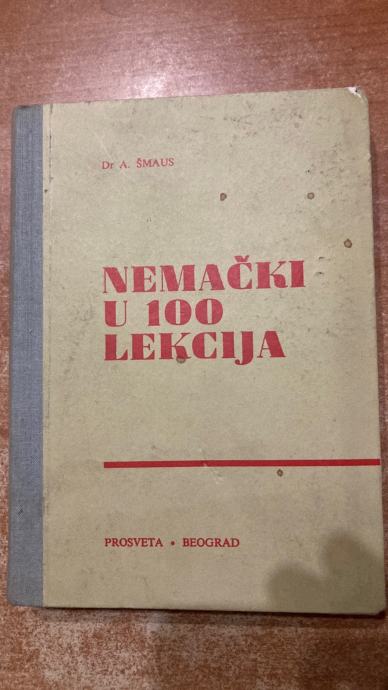 Dr A. ŠMAUS
NEMAČKI
U 100
LEKCIJA
PROSVETA • BEOGRAD